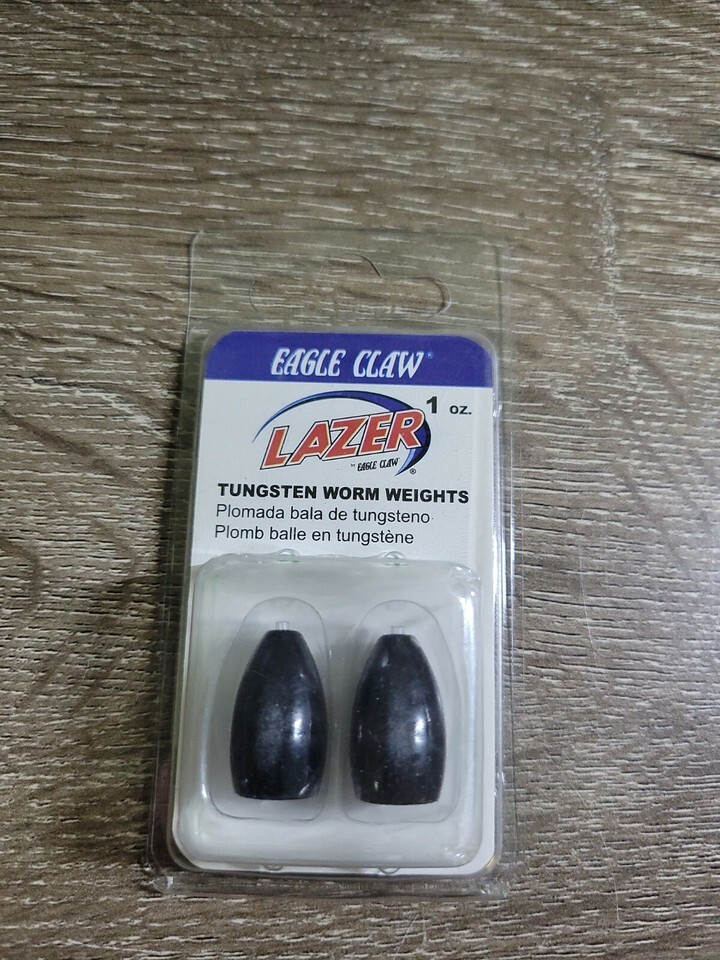 EAGLE CLAW®
LAZER 1 oz.
by EAGLE CLAW®
TUNGSTEN WORM WEIGHTS
Plomada bala de tungsteno
Plomb balle en tungstène